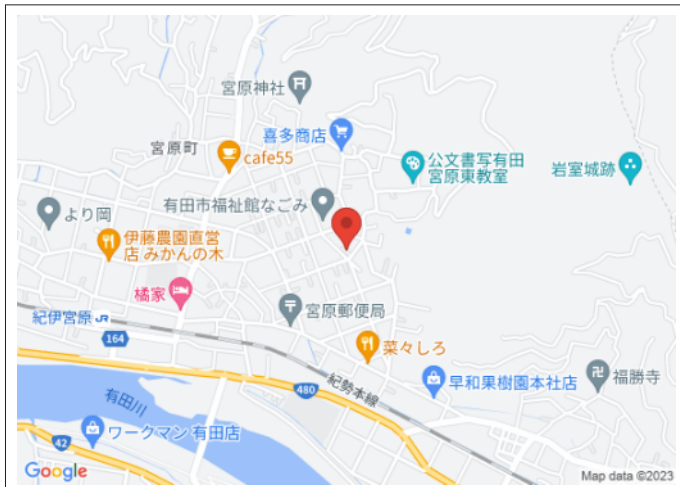 宮原神社
喜多商店
宮原町
cafe55
公文書写有田
宮原東教室
岩室城跡
有田市福祉館なごみ
より岡
伊藤農園直営
店 みかんの木
橘家
紀伊宮原
宮原郵便局
164
菜々しろ
紀勢本線
480
早和果樹園本社店
福勝寺
有田川
ワークマン 有田店
42
Google
Map data ©2023